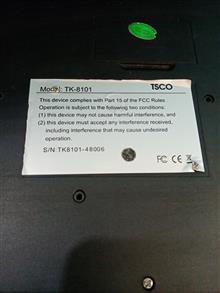 TSCO
Model: TK-8101
This device complies with Part 15 of the FCC Rules
Operation is subject to the following two conditions:
(1) this device may not cause harmful interference, and
(2) this device must accept any interference received,
including interference that may cause undesired
operation.
S/N:TK8101-48006
FC CE